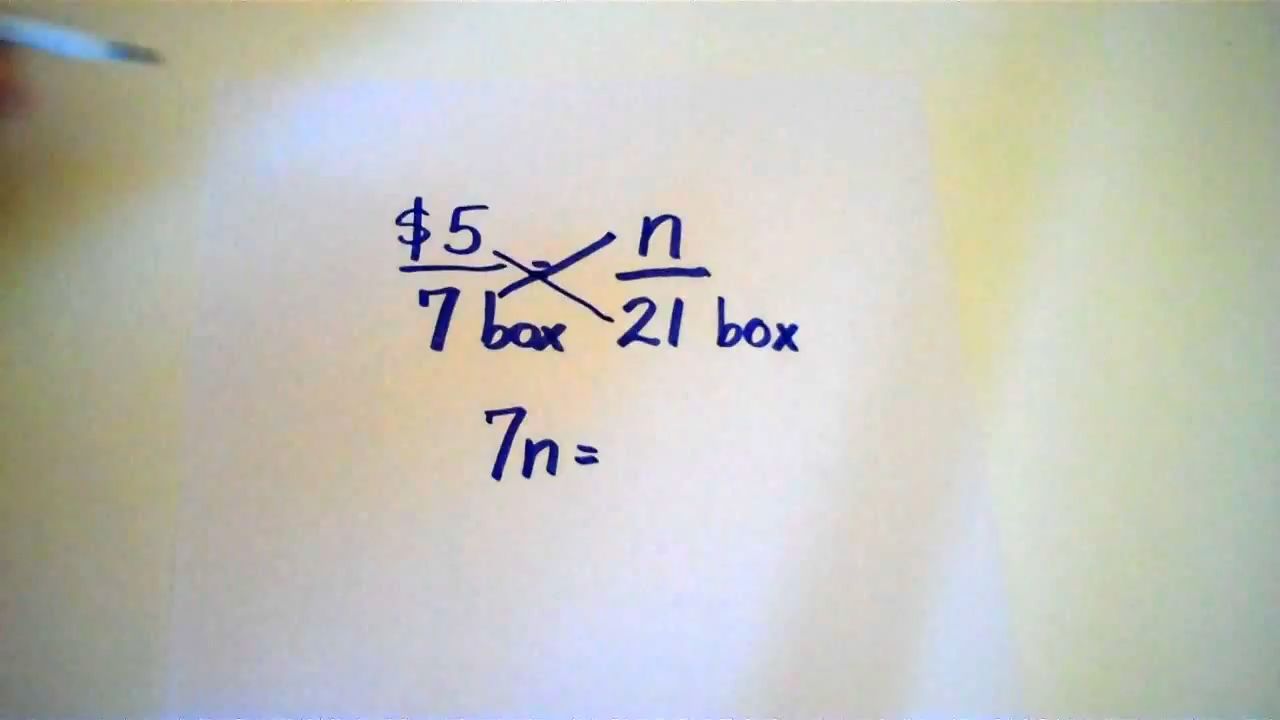 $5 = n
7 box 21 box
7n=